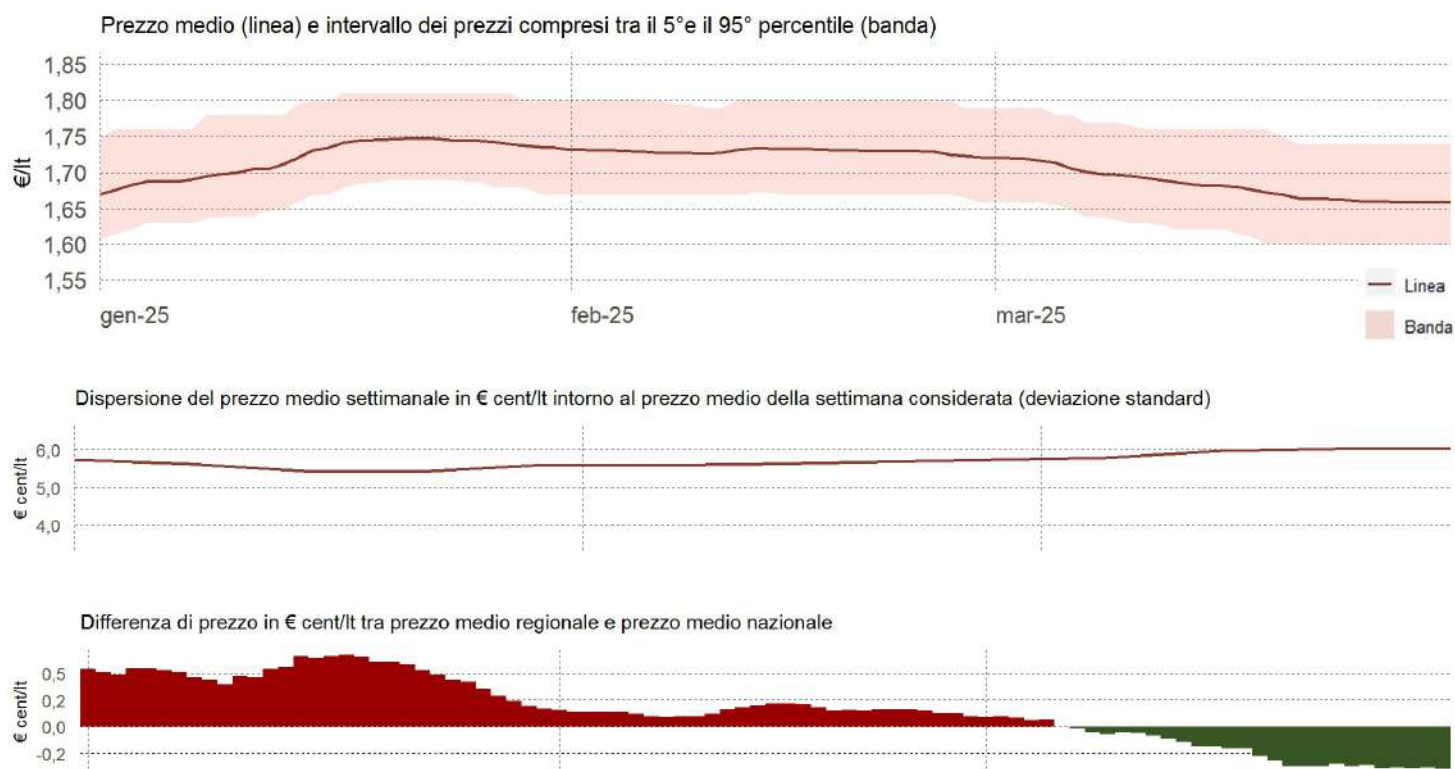 Prezzo medio (linea) e intervallo dei prezzi compresi tra il 5°e il 95° percentile (banda)
1,85
1,80
1,75
1,70
1,65
1,60
1,55
€/lt
gen-25
feb-25
mar-25
Linea
Banda
Dispersione del prezzo medio settimanale in € cent/lt intorno al prezzo medio della settimana considerata (deviazione standard)
6,0
5,0
4,0
€ cent/lt
Differenza di prezzo in € cent/lt tra prezzo medio regionale e prezzo medio nazionale
0,5
0,2
0,0
-0,2
€ cent/lt